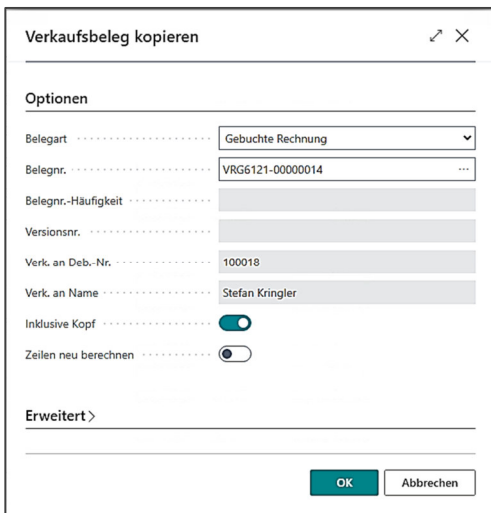 Verkaufsbeleg kopieren
Optionen
Belegart Gebuchte Rechnung
Belegnr. VRG6121-00000014 ...
Belegnr.-Häufigkeit
Versionsnr.
Verk. an Deb.-Nr. 100018
Verk. an Name Stefan Kringler
Inklusive Kopf
Zeilen neu berechnen
Erweitert >
OK Abbrechen